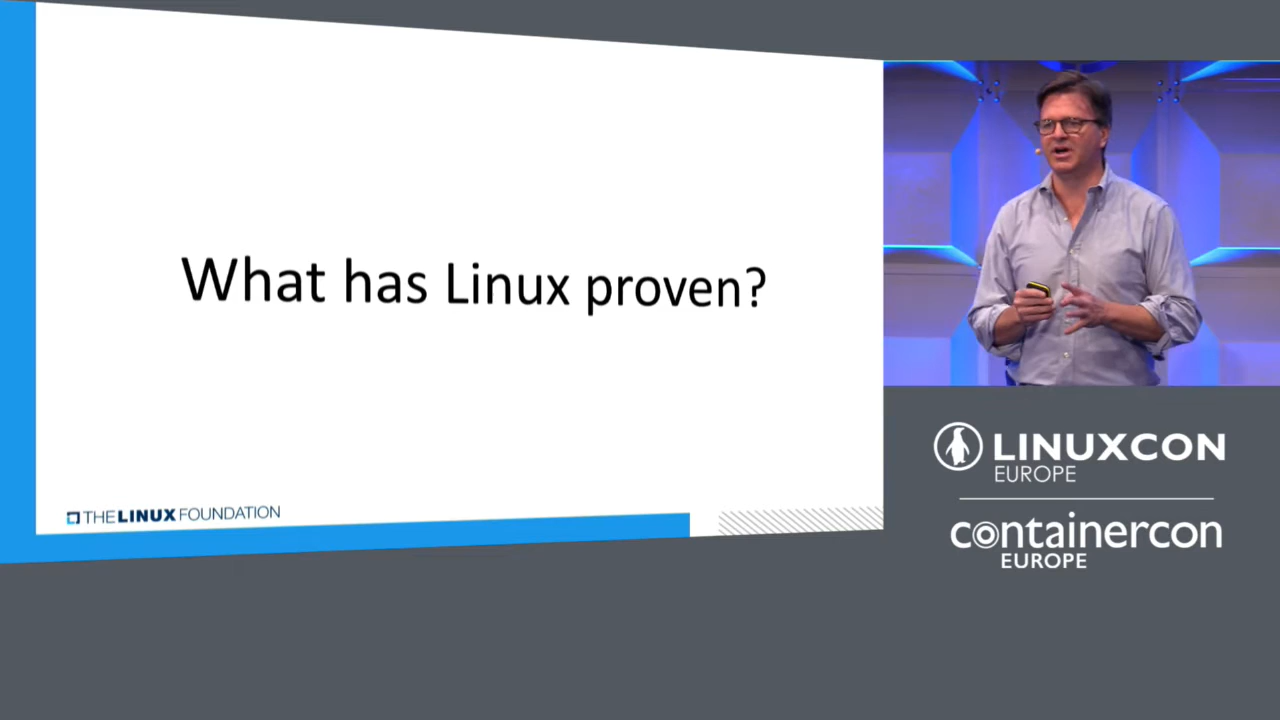 What has Linux proven?
THE LINUX FOUNDATION
LINUXCON
EUROPE
containercon
EUROPE